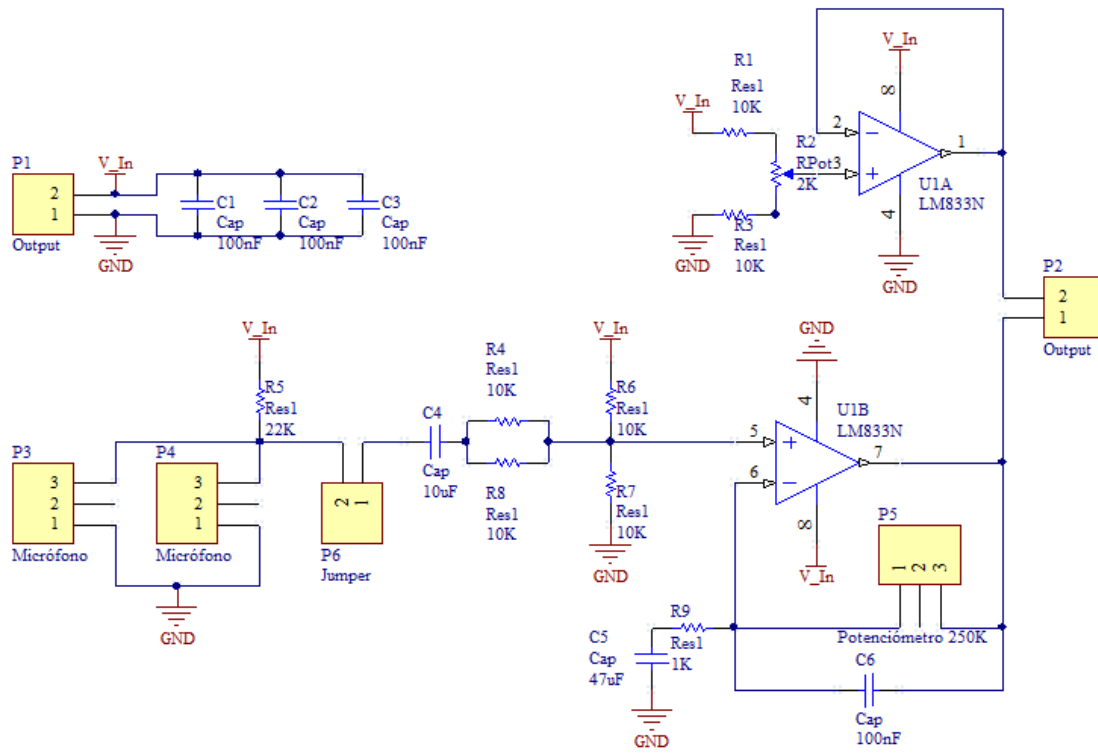 P1
2
1
Output
V_In
GND
C1
Cap
100nF
C2
Cap
100nF
C3
Cap
100nF
R1
Res1
10K
V_In
R2
RPot3
2K
R3
Res1
10K
GND
V_In
8
2
1
3
4
U1A
LM833N
GND
P2
2
1
Output
V_In
R5
Res1
22K
P3
3
2
1
Micrófono
P4
3
2
1
Micrófono
GND
2
1
P6
Jumper
C4
Cap
10uF
R4
Res1
10K
R8
Res1
10K
V_In
R6
Res1
10K
R7
Res1
10K
GND
GND
4
U1B
LM833N
5
6
7
8
V_In
P5
1
2
3
Potenciómetro 250K
R9
Res1
1K
C5
Cap
47uF
GND
C6
Cap
100nF